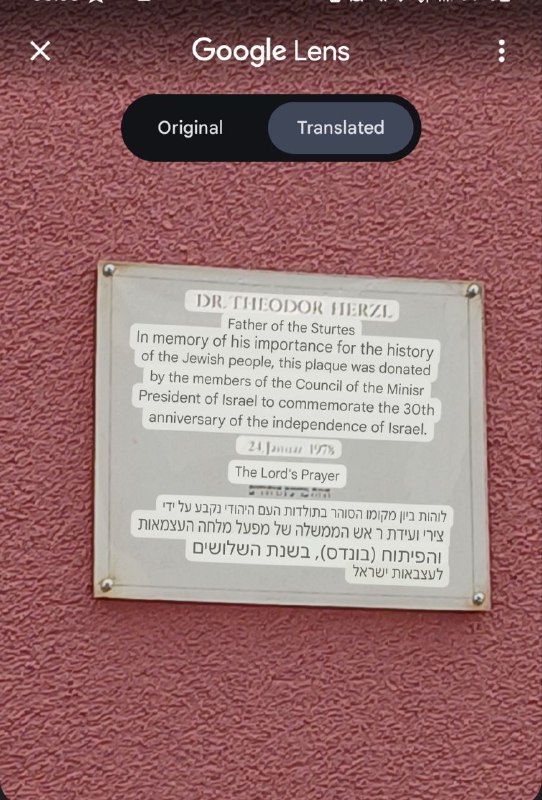 Google Lens
Original
Translated
DR. THEODOR HERZL
Father of the Sturtes
In memory of his importance for the history
of the Jewish people, this plaque was donated
by the members of the Council of the Minisr
President of Israel to commemorate the 30th
anniversary of the independence of Israel.
24. Januar 1978
The Lord's Prayer
לוהות ביון מקומו הסוהר בתולדות העם היהודי נקבע על ידי
צירי ועידת ר אש הממשלה של מפעל מלחה העצמאות
והפיתוח (בונדס), בשנת השלושים
לעצבאות ישראל